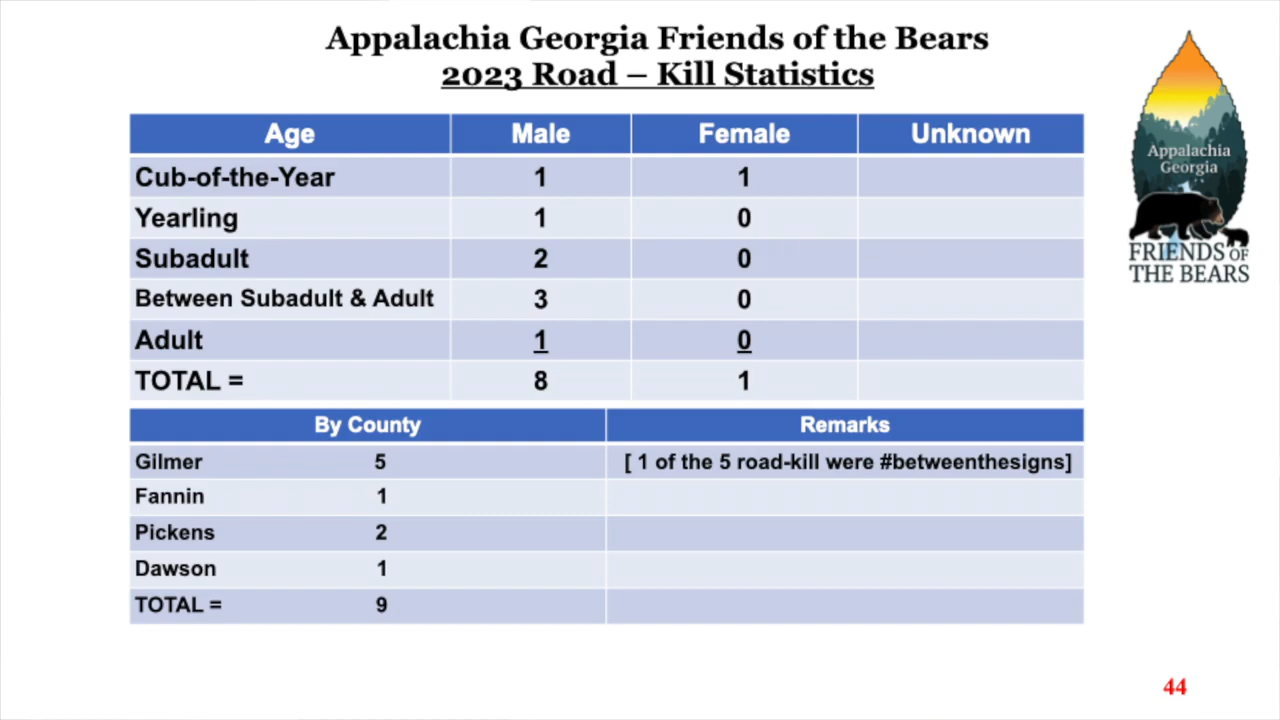 Appalachia Georgia Friends of the Bears
2023 Road – Kill Statistics
Appalachia
Georgia
FRIENDS OF
THE BEARS
Age Male Female Unknown
Cub-of-the-Year 1 1
Yearling 1 0
Subadult 2 0
Between Subadult & Adult 3 0
Adult 1 0
TOTAL = 8 1
By County Remarks
Gilmer 5 [ 1 of the 5 road-kill were #betweenthesigns]
Fannin 1
Pickens 2
Dawson 1
TOTAL = 9
44